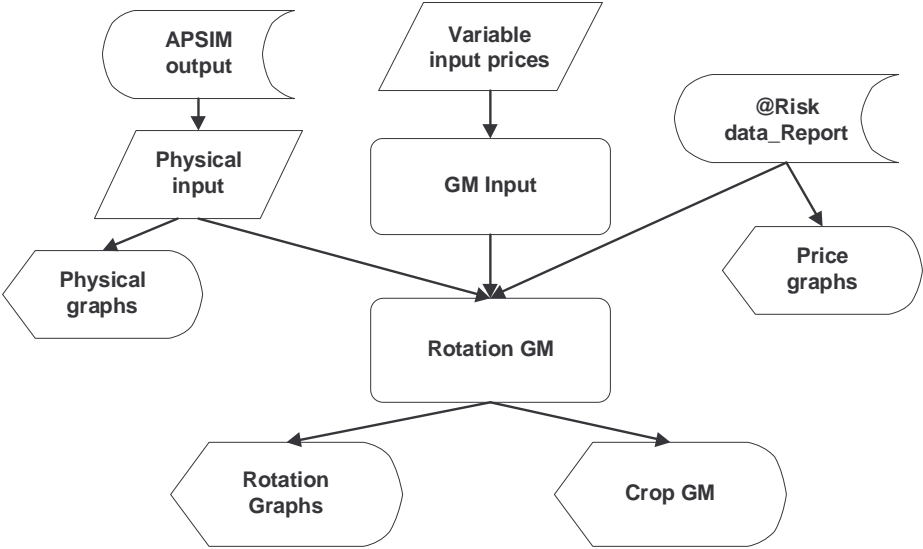 APSIM
output
Variable
input prices
@Risk
data_Report
Physical
input
GM Input
Physical
graphs
Price
graphs
Rotation GM
Rotation
Graphs
Crop GM